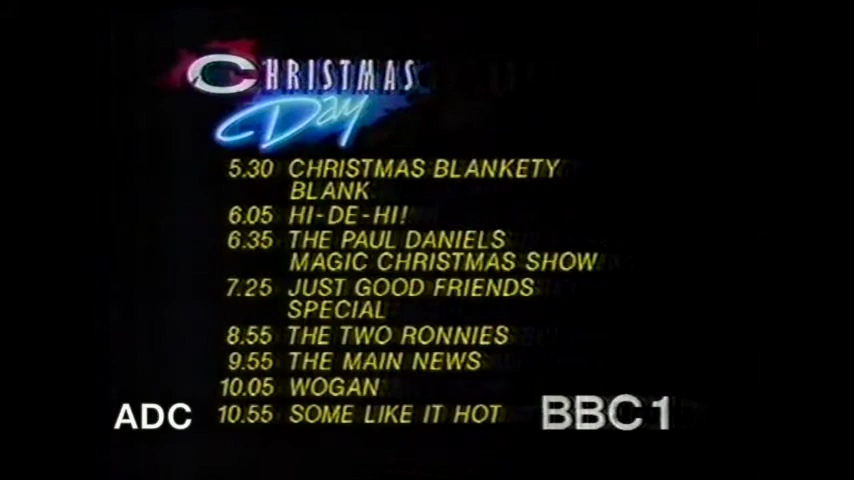 CHRISTMAS
Day
5.30 CHRISTMAS BLANKETY
BLANK
6.05 HI-DE-HI!
6.35 THE PAUL DANIELS
MAGIC CHRISTMAS SHOW
7.25 JUST GOOD FRIENDS
SPECIAL
8.55 THE TWO RONNIES
9.55 THE MAIN NEWS
10.05 WOGAN
ADC 10.55 SOME LIKE IT HOT BBC1